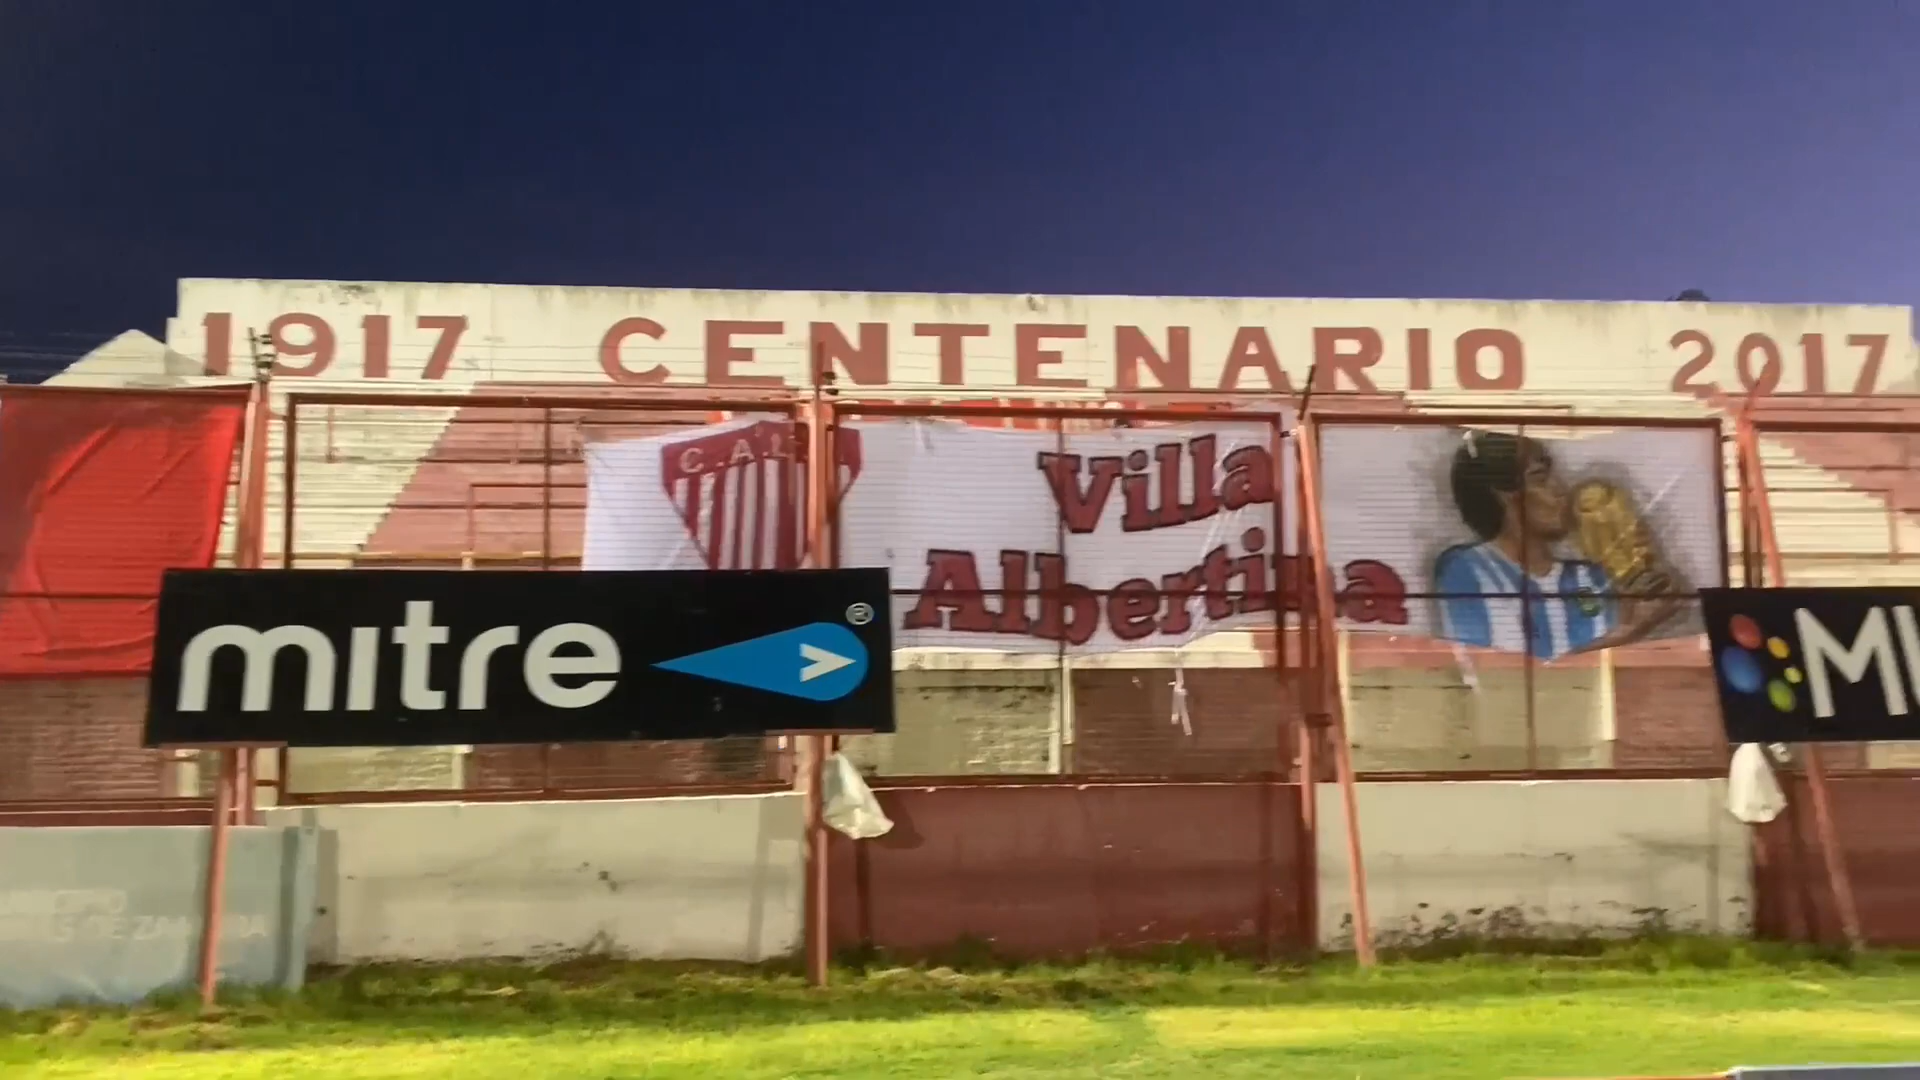 1917 CENTENARIO 2017
C.A.L.A.
Villa
Albertina
mitre
®